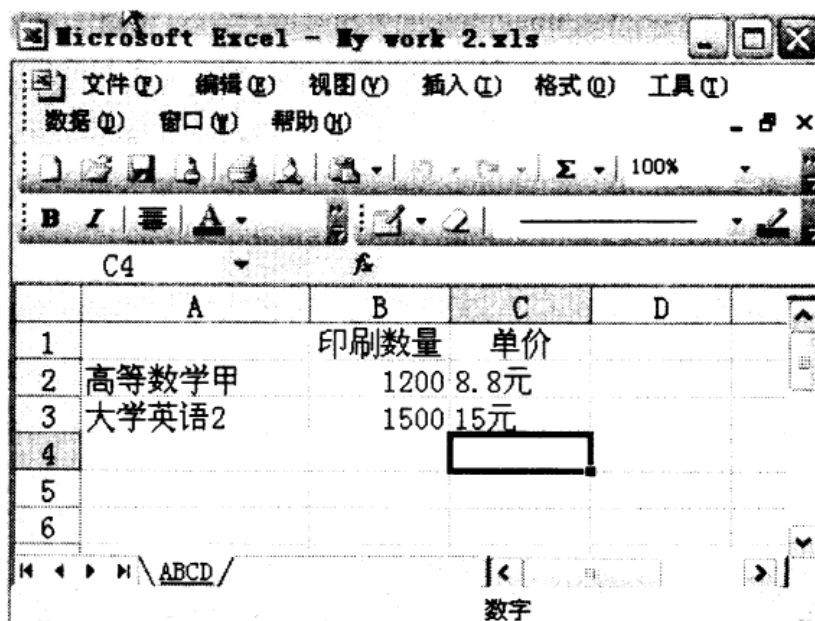 Microsoft Excel - My work 2.xls
文件(F) 编辑(E) 视图(V) 插入(I) 格式(O) 工具(T)
数据(D) 窗口(W) 帮助(H)
Σ 100%
B I A
C4 fx
A B C D
1 印刷数量 单价
2 高等数学甲 1200 8.8元
3 大学英语2 1500 15元
4
5
6
ABCD
数字